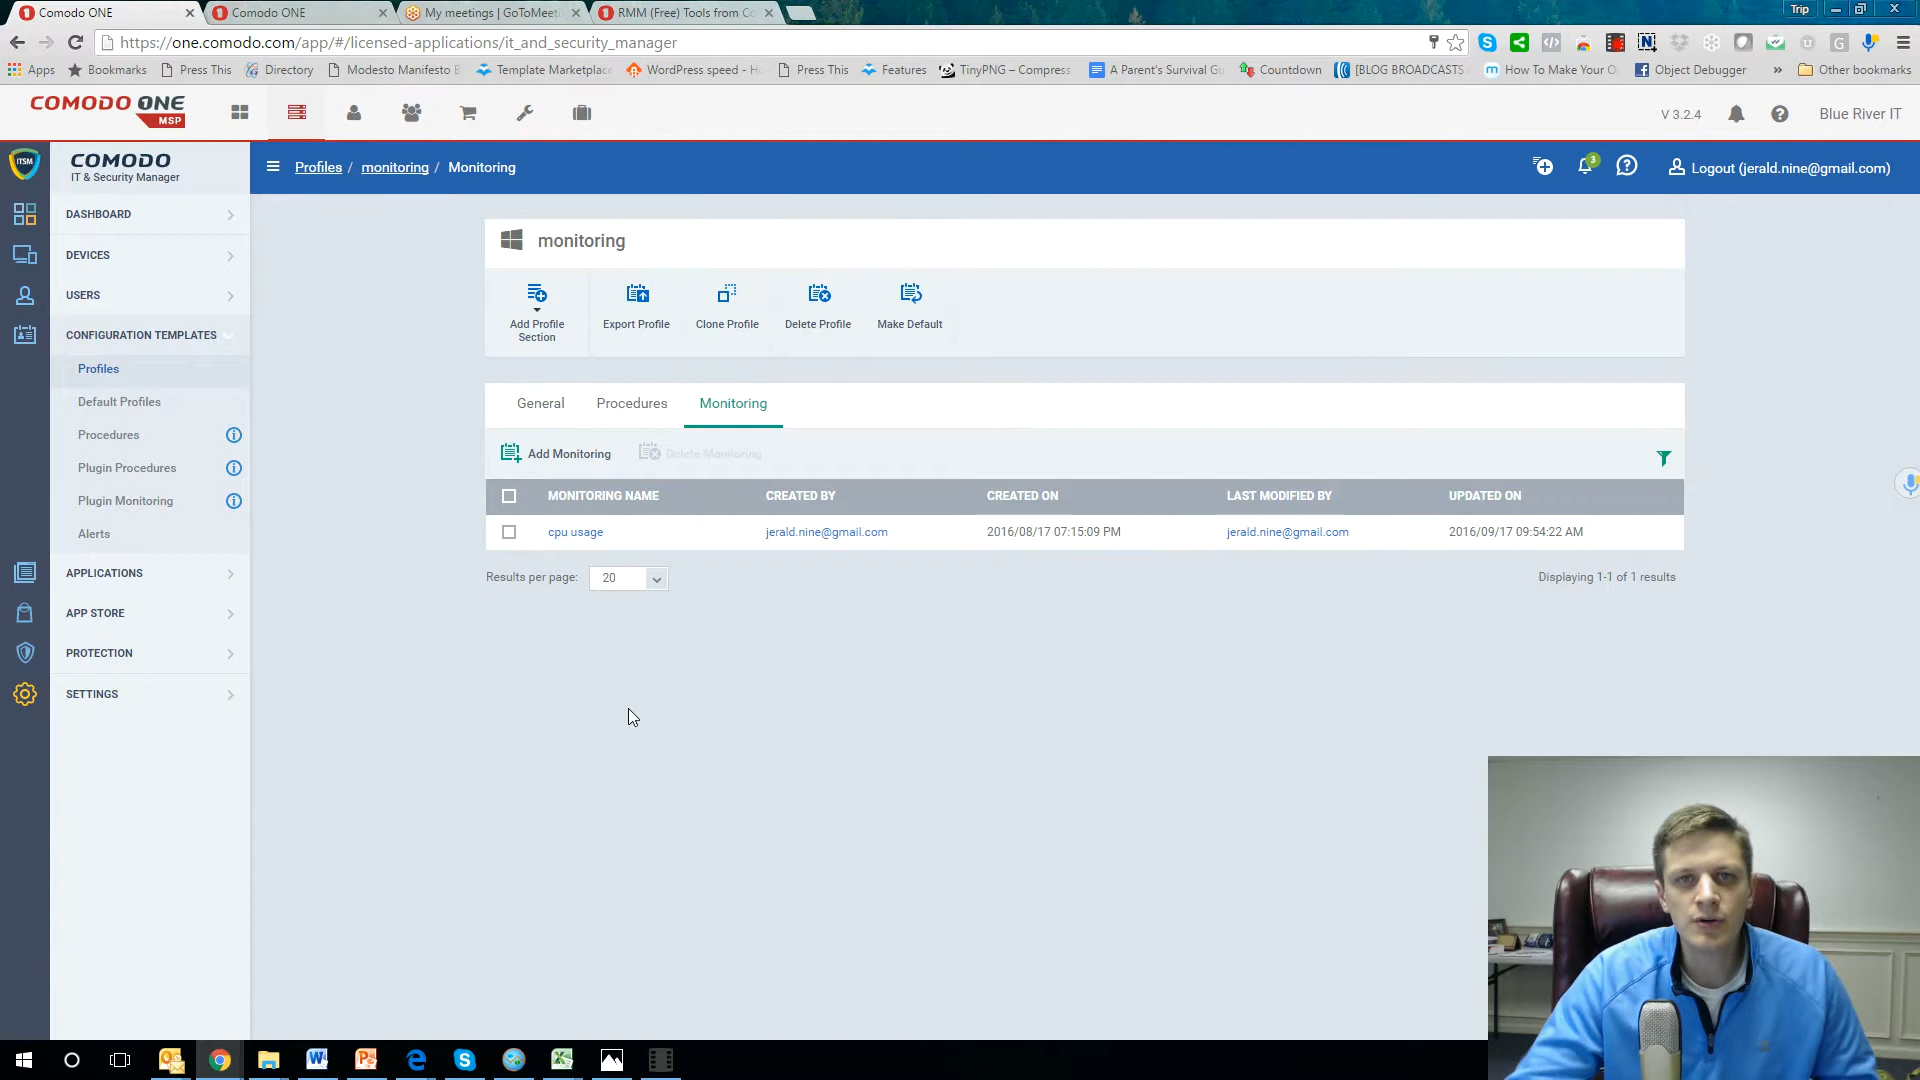 Comodo ONE
Comodo ONE
My meetings | GoToMeeti
RMM (Free) Tools from Co
Trip
https://one.comodo.com/app/#/licensed-applications/it_and_security_manager
Apps
Bookmarks
Press This
Directory
Modesto Manifesto B
Template Marketplace
WordPress speed - Ho
Press This
Features
TinyPNG – Compress
A Parent's Survival Gu
Countdown
[BLOG BROADCASTS
How To Make Your O
Object Debugger
»
Other bookmarks
COMODO ONE
MSP
V 3.2.4
Blue River IT
ITSM
COMODO
IT & Security Manager
Profiles / monitoring / Monitoring
3
Logout (jerald.nine@gmail.com)
DASHBOARD
DEVICES
USERS
CONFIGURATION TEMPLATES
Profiles
Default Profiles
Procedures
Plugin Procedures
Plugin Monitoring
Alerts
APPLICATIONS
APP STORE
PROTECTION
SETTINGS
monitoring
Add Profile
Section
Export Profile
Clone Profile
Delete Profile
Make Default
General
Procedures
Monitoring
Add Monitoring
Delete Monitoring
MONITORING NAME
CREATED BY
CREATED ON
LAST MODIFIED BY
UPDATED ON
cpu usage
jerald.nine@gmail.com
2016/08/17 07:15:09 PM
jerald.nine@gmail.com
2016/09/17 09:54:22 AM
Results per page: 20
Displaying 1-1 of 1 results